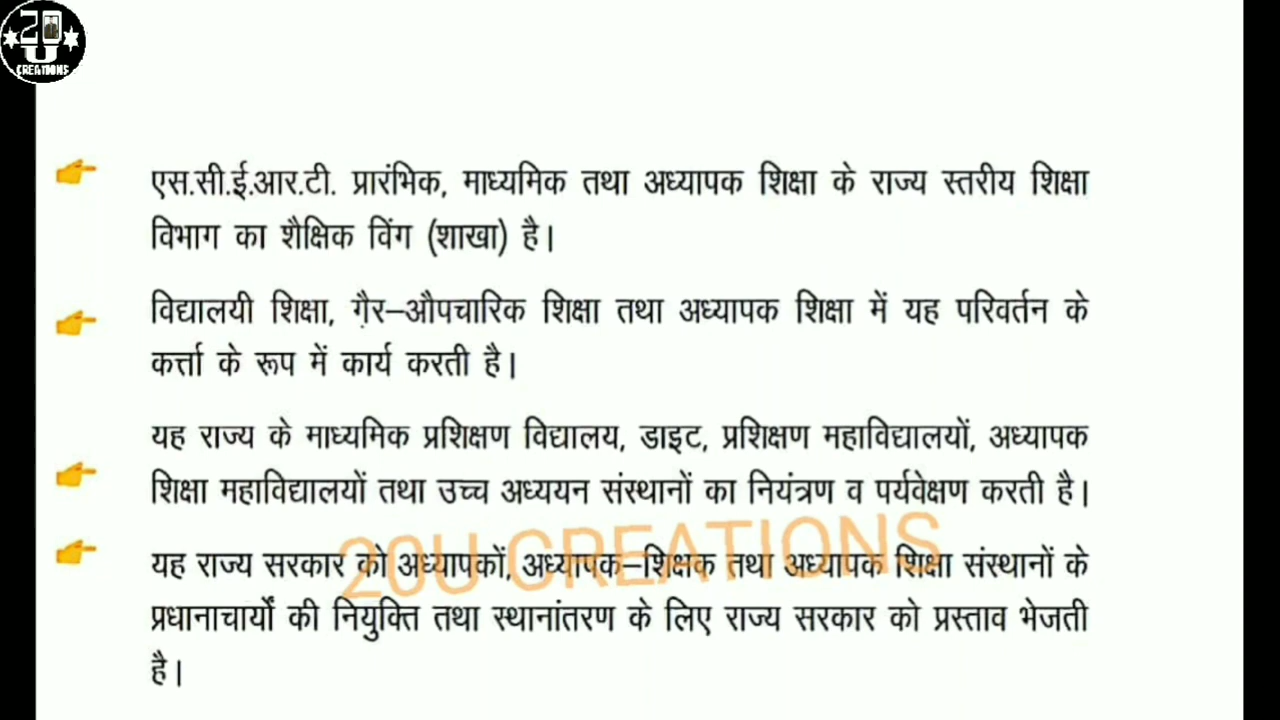 20
U
CREATIONS
एस.सी.ई.आर.टी. प्रारंभिक, माध्यमिक तथा अध्यापक शिक्षा के राज्य स्तरीय शिक्षा
विभाग का शैक्षिक विंग (शाखा) है।
विद्यालयी शिक्षा, ग़ैर–औपचारिक शिक्षा तथा अध्यापक शिक्षा में यह परिवर्तन के
कर्त्ता के रूप में कार्य करती है।
यह राज्य के माध्यमिक प्रशिक्षण विद्यालय, डाइट, प्रशिक्षण महाविद्यालयों, अध्यापक
शिक्षा महाविद्यालयों तथा उच्च अध्ययन संस्थानों का नियंत्रण व पर्यवेक्षण करती है।
20U CREATIONS
यह राज्य सरकार को अध्यापकों, अध्यापक–शिक्षक तथा अध्यापक शिक्षा संस्थानों के
प्रधानाचार्यों की नियुक्ति तथा स्थानांतरण के लिए राज्य सरकार को प्रस्ताव भेजती
है।